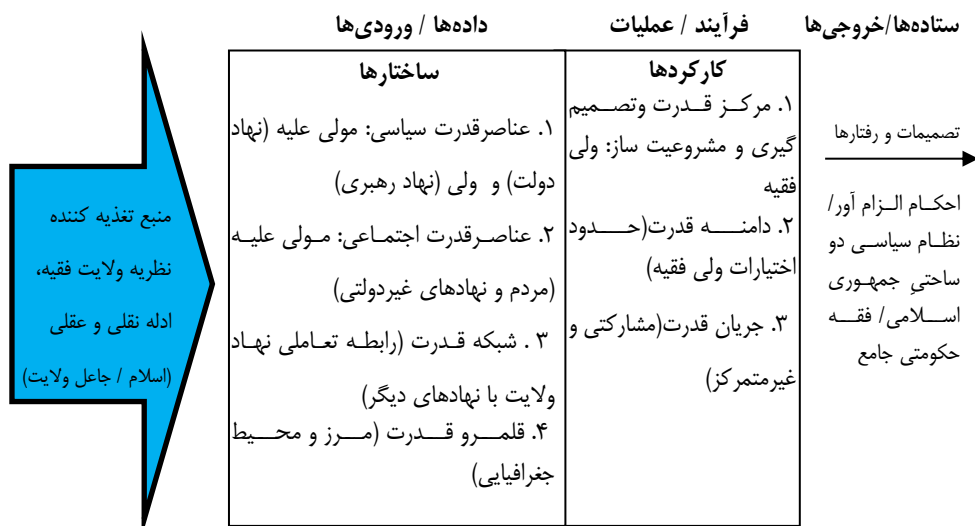 داده‌ها / ورودی‌ها
فرآیند / عملیات
ستاده‌ها/خروجی‌ها
منبع تغذیه کننده
نظریه ولایت فقیه،
ادله نقلی و عقلی
(اسلام / جاعل ولایت)
ساختارها
۱. عناصرقدرت سیاسی: مولی علیه (نهاد
دولت) و ولی (نهاد رهبری)
۲. عناصرقدرت اجتماعی: مولی علیه
(مردم و نهادهای غیردولتی)
۳ . شبکه قدرت (رابطه تعاملی نهاد
ولایت با نهادهای دیگر)
۴. قلمرو قدرت (مرز و محیط
جغرافیایی)
کارکردها
۱. مرکز قدرت وتصمیم
گیری و مشروعیت ساز: ولی
فقیه
۲. دامنه قدرت(حدود
اختیارات ولی فقیه)
۳. جریان قدرت(مشارکتی و
غیرمتمرکز)
تصمیمات و رفتارها
احکام الزام آور/
نظام سیاسی دو
ساحتیِ جمهوری
اسلامی/ فقه
حکومتی جامع